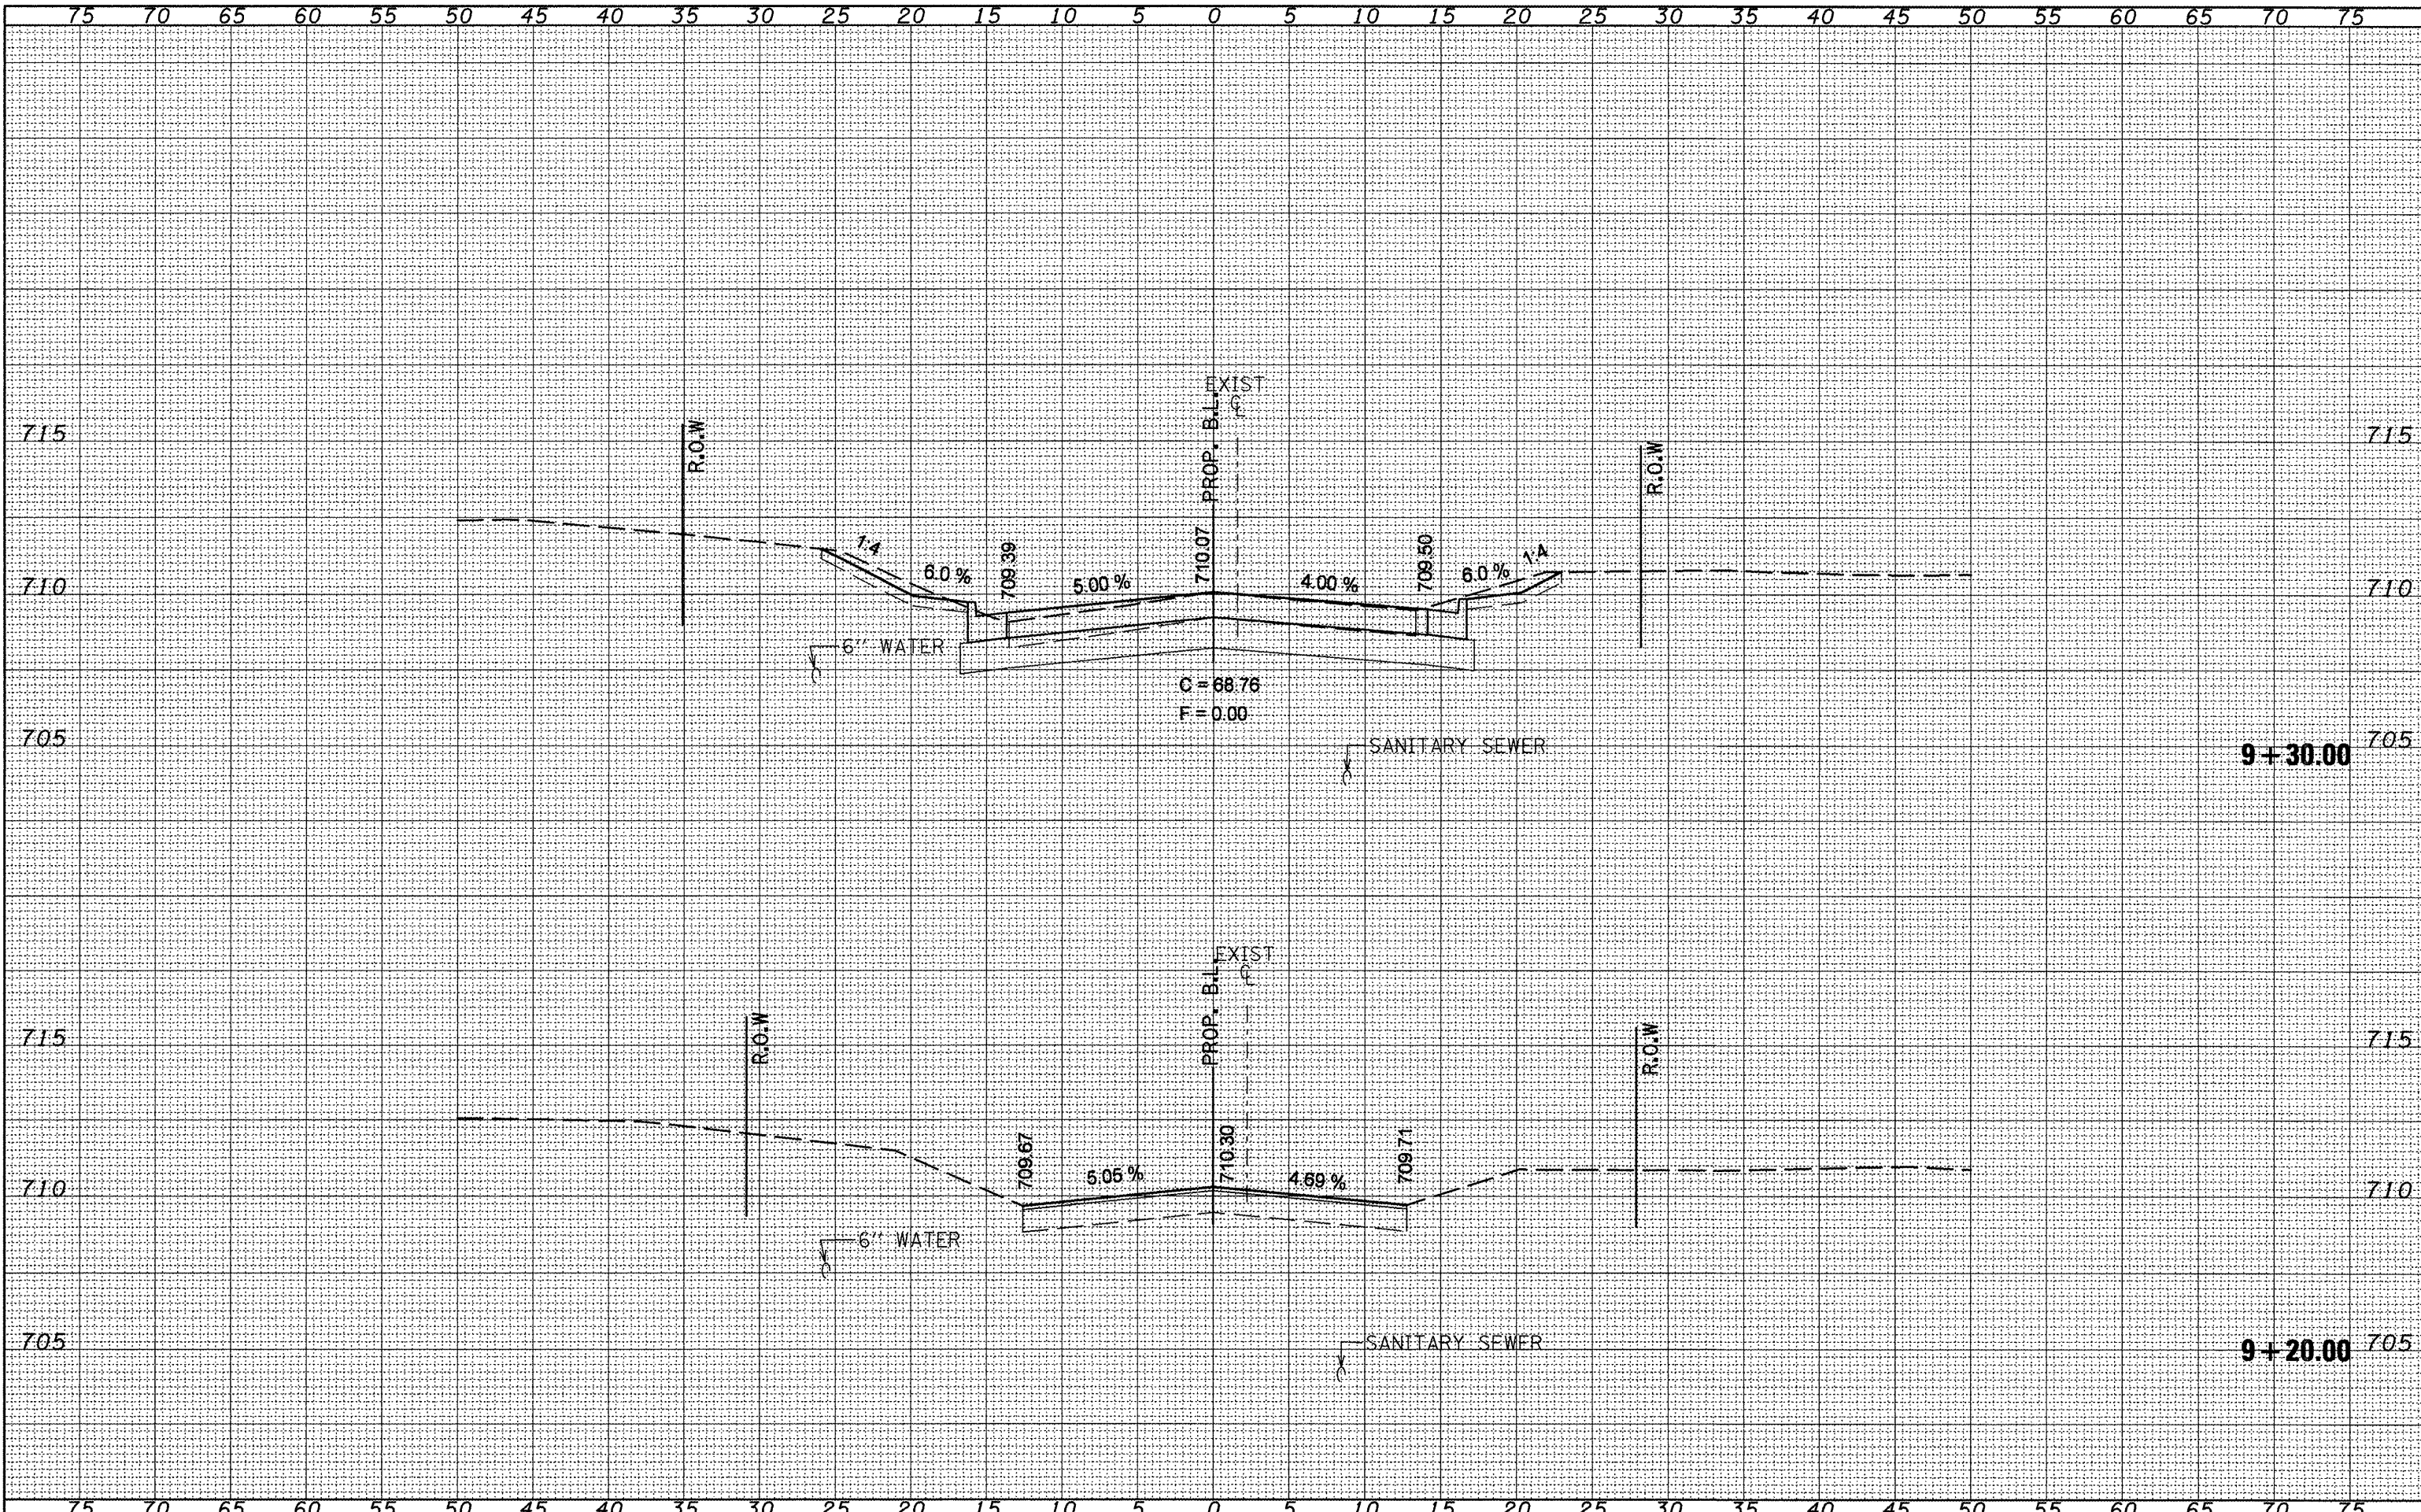 75 70 65 60 55 50 45 40 35 30 25 20 15 10 5 0 5 10 15 20 25 30 35 40 45 50 55 60 65 70 75
EXIST
℄
PROP. B.L.
715 715
R.O.W
R.O.W
1:4
6.0 %
709.39
5.00 %
710.07
4.00 %
709.50
6.0 %
1:4
710 710
6'' WATER
C = 68.76
F = 0.00
705 705
SANITARY SEWER
9 + 30.00
EXIST
℄
PROP. B.L.
715 715
R.O.W
R.O.W
709.67
5.05 %
710.30
4.69 %
709.71
710 710
6'' WATER
705 705
SANITARY SEWER
9 + 20.00
75 70 65 60 55 50 45 40 35 30 25 20 15 10 5 0 5 10 15 20 25 30 35 40 45 50 55 60 65 70 75